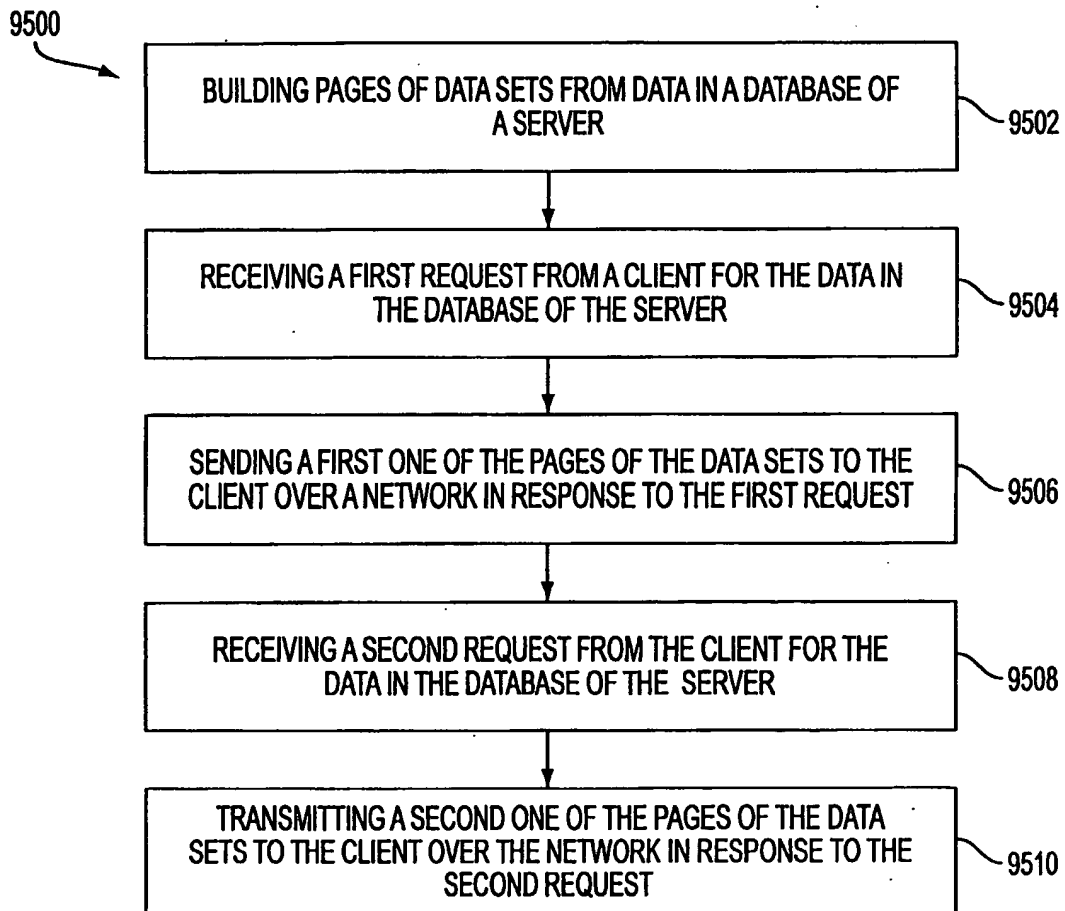 9500
BUILDING PAGES OF DATA SETS FROM DATA IN A DATABASE OF
A SERVER
9502
RECEIVING A FIRST REQUEST FROM A CLIENT FOR THE DATA IN
THE DATABASE OF THE SERVER
9504
SENDING A FIRST ONE OF THE PAGES OF THE DATA SETS TO THE
CLIENT OVER A NETWORK IN RESPONSE TO THE FIRST REQUEST
9506
RECEIVING A SECOND REQUEST FROM THE CLIENT FOR THE
DATA IN THE DATABASE OF THE SERVER
9508
TRANSMITTING A SECOND ONE OF THE PAGES OF THE DATA
SETS TO THE CLIENT OVER THE NETWORK IN RESPONSE TO THE
SECOND REQUEST
9510